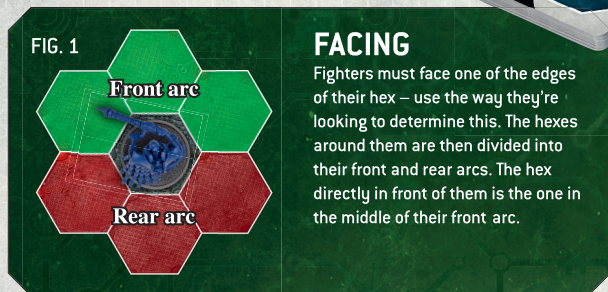 FIG. 1
Front arc
Rear arc
FACING
Fighters must face one of the edges
of their hex – use the way they're
looking to determine this. The hexes
around them are then divided into
their front and rear arcs. The hex
directly in front of them is the one in
the middle of their front arc.